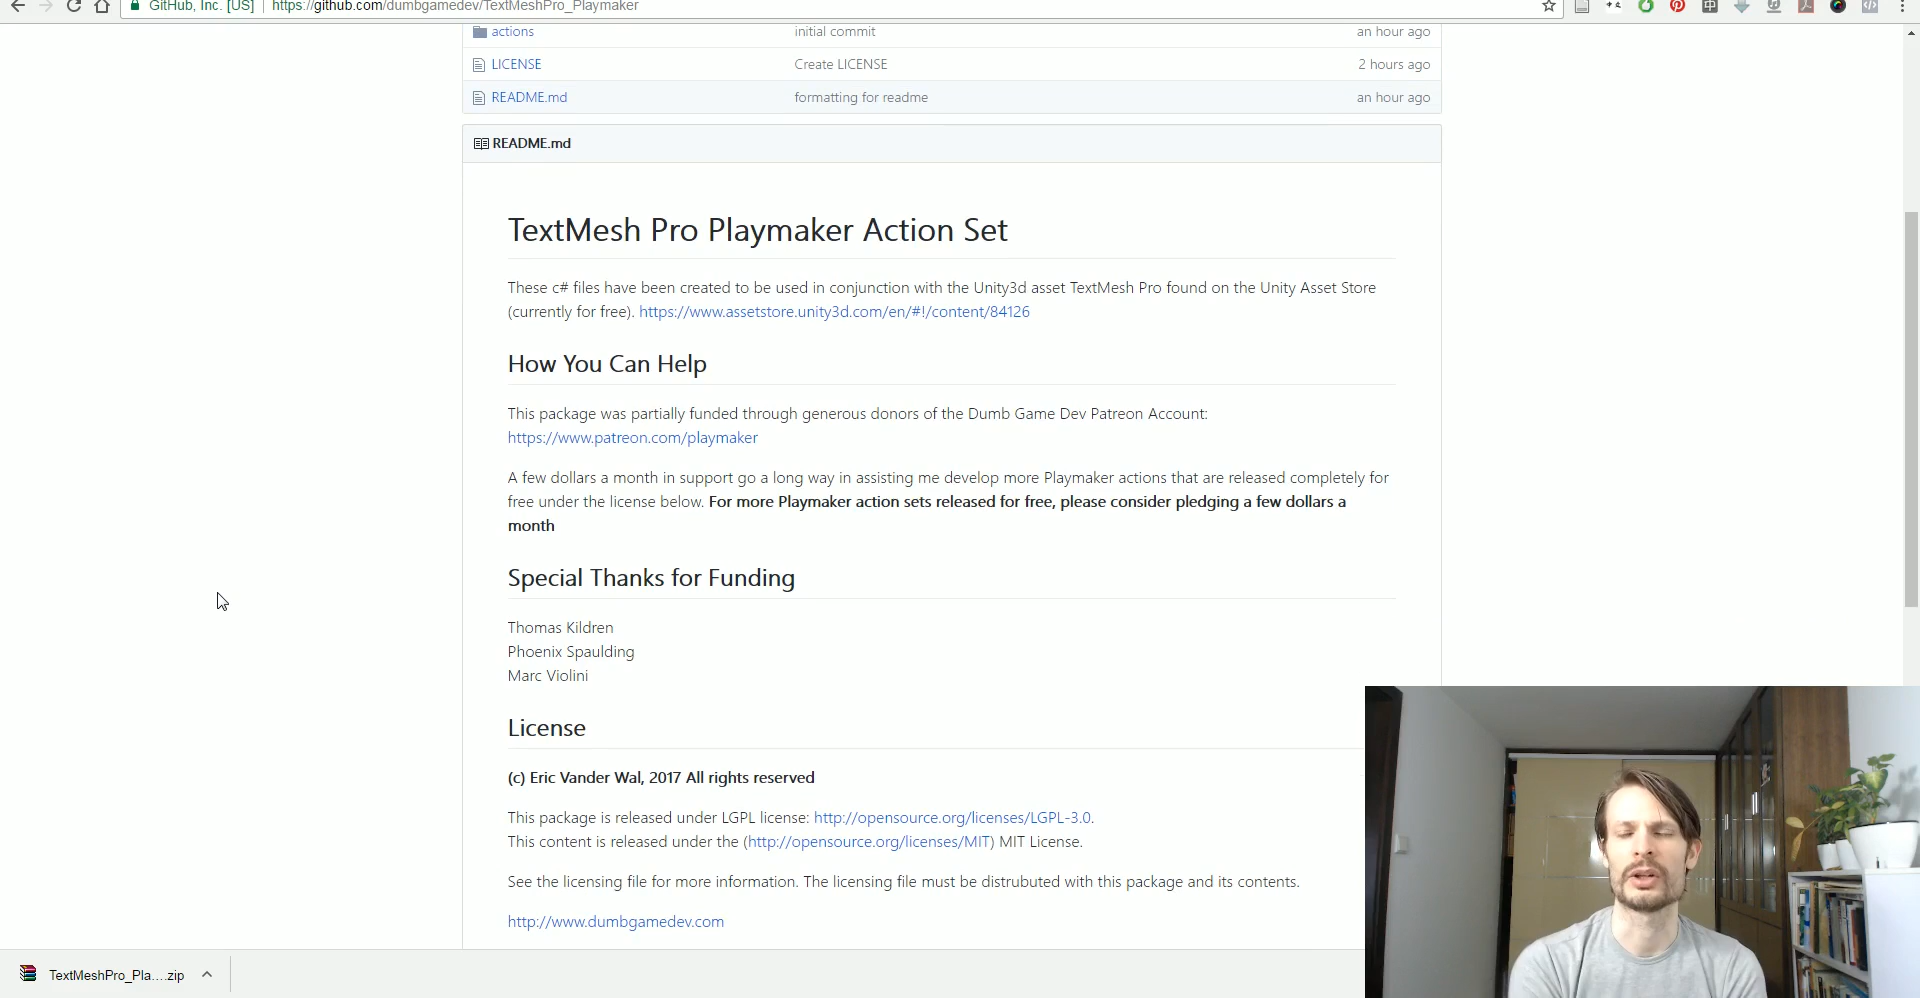 GitHub, Inc. [US] https://github.com/dumbgamedev/TextMeshPro_Playmaker
actions initial commit an hour ago
LICENSE Create LICENSE 2 hours ago
README.md formatting for readme an hour ago
README.md
TextMesh Pro Playmaker Action Set
These c# files have been created to be used in conjunction with the Unity3d asset TextMesh Pro found on the Unity Asset Store
(currently for free). https://www.assetstore.unity3d.com/en/#!/content/84126
How You Can Help
This package was partially funded through generous donors of the Dumb Game Dev Patreon Account:
https://www.patreon.com/playmaker
A few dollars a month in support go a long way in assisting me develop more Playmaker actions that are released completely for
free under the license below. For more Playmaker action sets released for free, please consider pledging a few dollars a
month
Special Thanks for Funding
Thomas Kildren
Phoenix Spaulding
Marc Violini
License
(c) Eric Vander Wal, 2017 All rights reserved
This package is released under LGPL license: http://opensource.org/licenses/LGPL-3.0.
This content is released under the (http://opensource.org/licenses/MIT) MIT License.
See the licensing file for more information. The licensing file must be distrubuted with this package and its contents.
http://www.dumbgamedev.com
TextMeshPro_Pla....zip